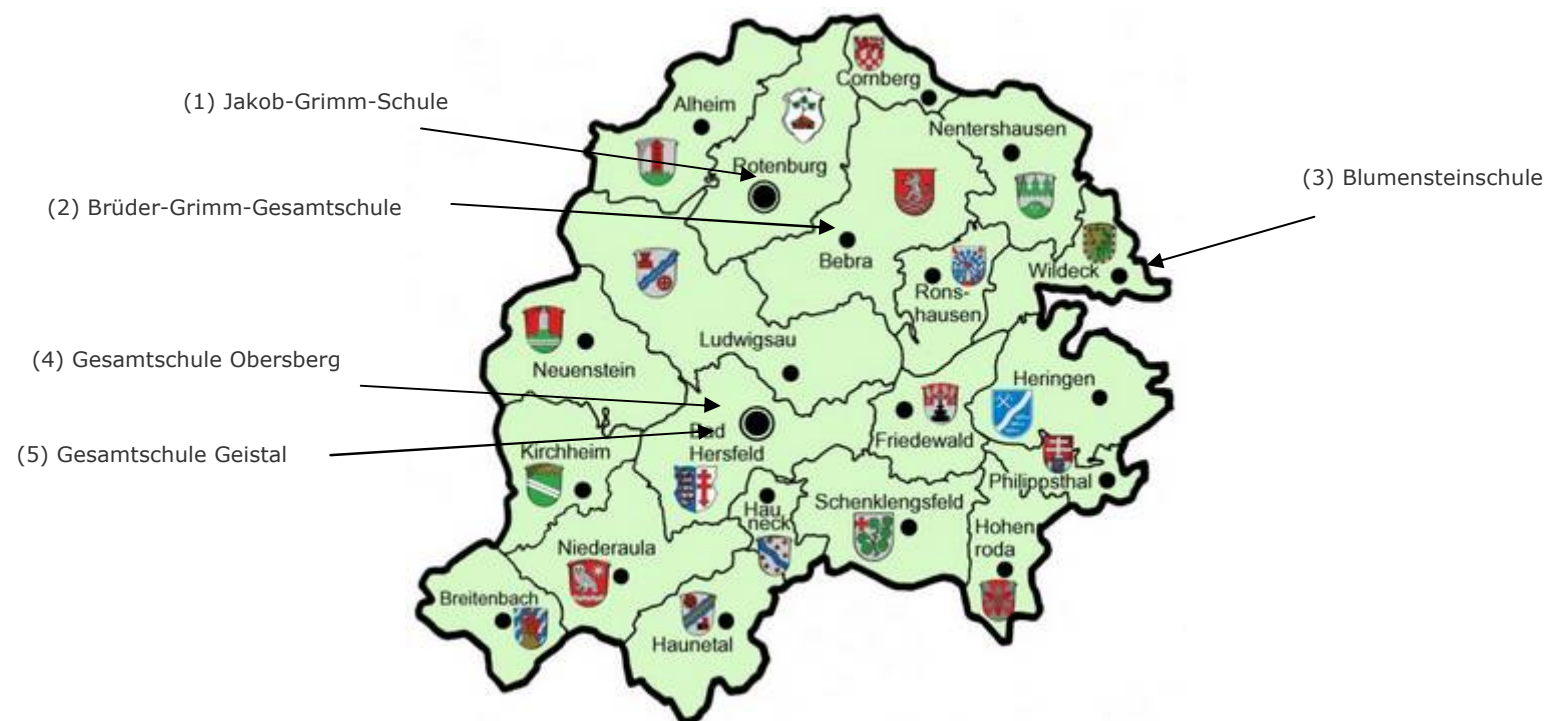 (1) Jakob-Grimm-Schule
(2) Brüder-Grimm-Gesamtschule
(3) Blumensteinschule
(4) Gesamtschule Obersberg
(5) Gesamtschule Geistal
Cornberg
Alheim
Nentershausen
Rotenburg
Bebra
Wildeck
Rons-
hausen
Ludwigsau
Neuenstein
Heringen
Bad
Hersfeld
Friedewald
Kirchheim
Philippsthal
Schenklengsfeld
Hau
neck
Hohen
roda
Niederaula
Breitenbach
Haunetal